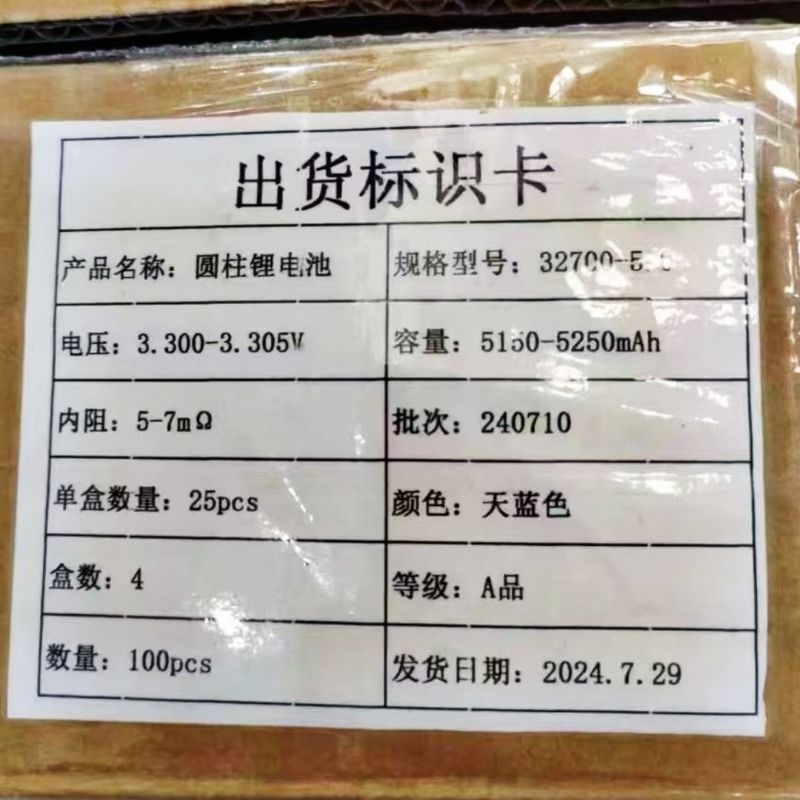 出货标识卡
产品名称：圆柱锂电池
规格型号：
电压：3.300-3.305V
容量：5150-5250mAh
内阻：5-7mΩ
批次：240710
单盒数量：25pcs
颜色：天蓝色
盒数：4
等级：A品
数量：100pcs
发货日期：2024.7.29